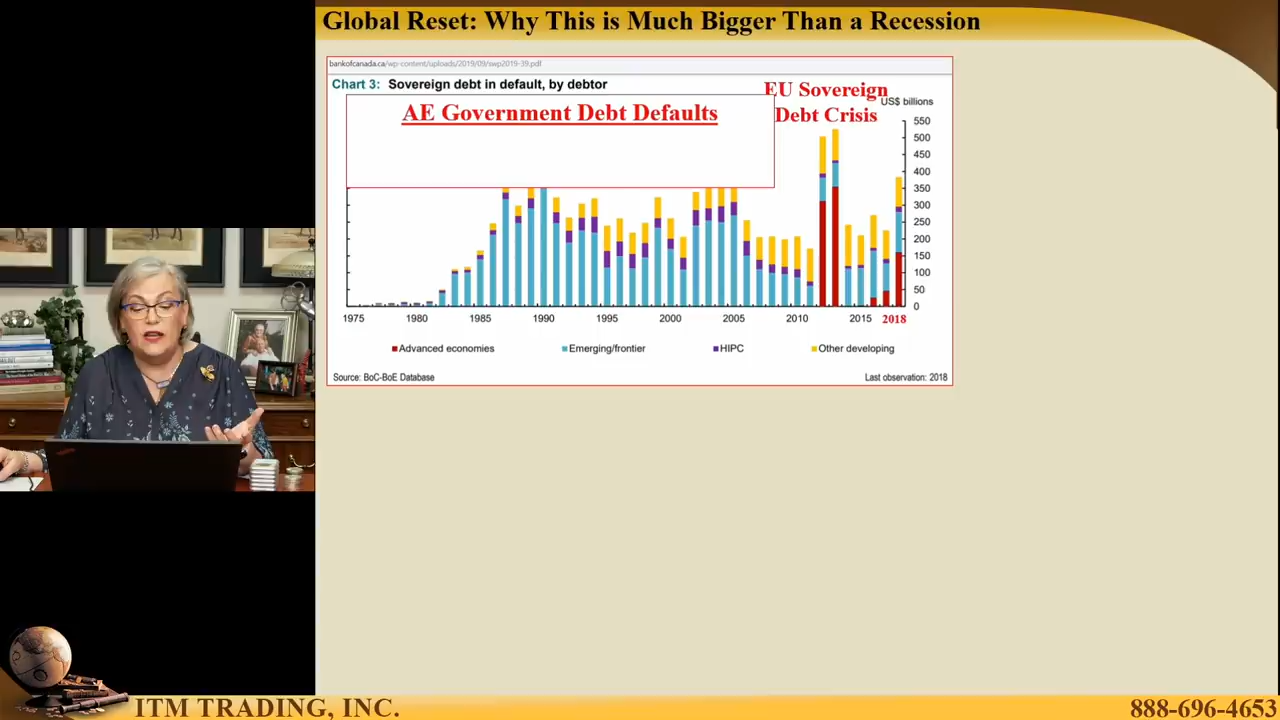 Global Reset: Why This is Much Bigger Than a Recession
bankofcanada.ca/wp-content/uploads/2019/09/swp2019-39.pdf
Chart 3: Sovereign debt in default, by debtor
AE Government Debt Defaults
EU Sovereign
Debt Crisis
US$ billions
550
500
450
400
350
300
250
200
150
100
50
0
1975 1980 1985 1990 1995 2000 2005 2010 2015 2018
Advanced economies Emerging/frontier HIPC Other developing
Source: BoC-BoE Database Last observation: 2018
ITM TRADING, INC. 888-696-4653